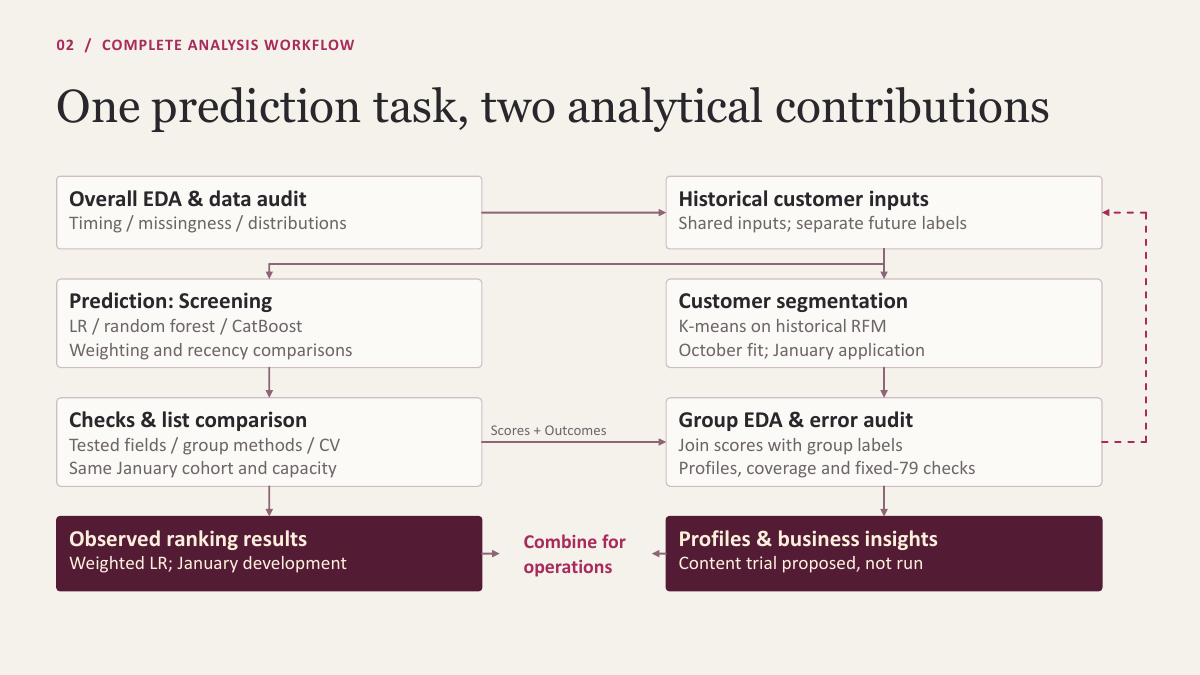 02 / COMPLETE ANALYSIS WORKFLOW
One prediction task, two analytical contributions
Overall EDA & data audit
Timing / missingness / distributions
Historical customer inputs
Shared inputs; separate future labels
Prediction: Screening
LR / random forest / CatBoost
Weighting and recency comparisons
Customer segmentation
K-means on historical RFM
October fit; January application
Checks & list comparison
Tested fields / group methods / CV
Same January cohort and capacity
Scores + Outcomes
Group EDA & error audit
Join scores with group labels
Profiles, coverage and fixed-79 checks
Observed ranking results
Weighted LR; January development
Combine for
operations
Profiles & business insights
Content trial proposed, not run